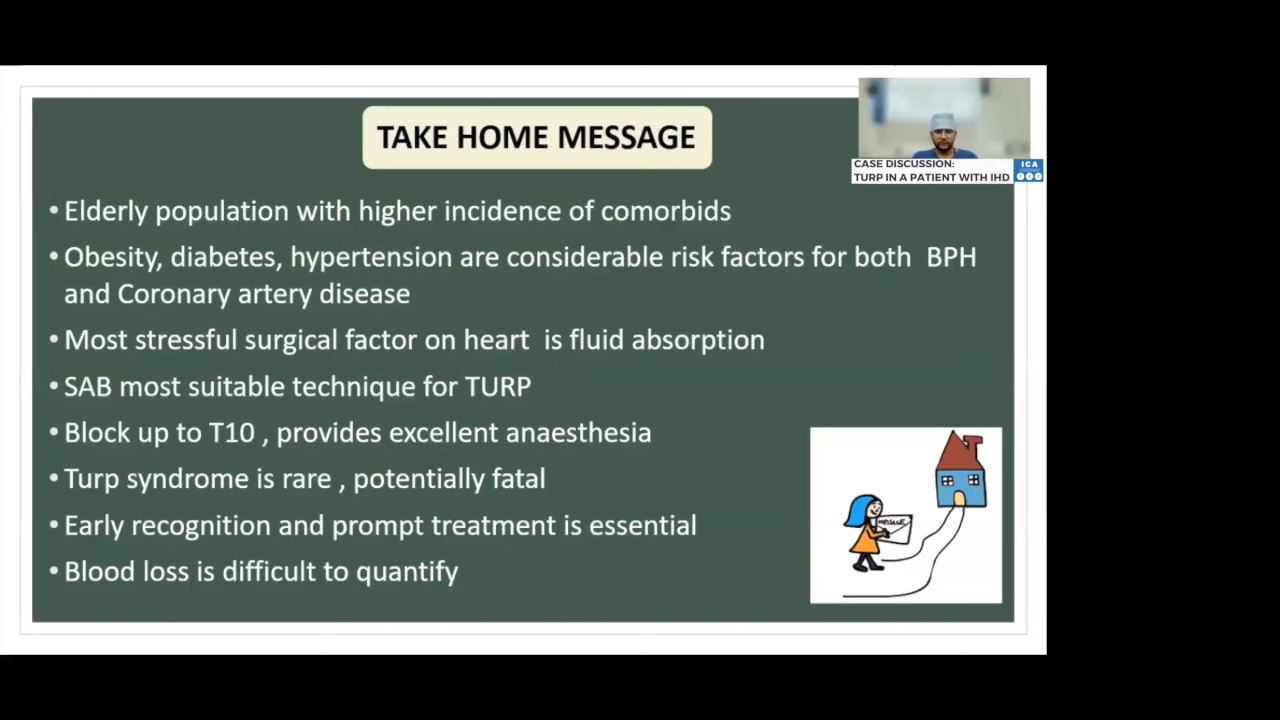 TAKE HOME MESSAGE
CASE DISCUSSION:
TURP IN A PATIENT WITH IHD
ICA
• Elderly population with higher incidence of comorbids
• Obesity, diabetes, hypertension are considerable risk factors for both BPH
and Coronary artery disease
• Most stressful surgical factor on heart is fluid absorption
• SAB most suitable technique for TURP
• Block up to T10 , provides excellent anaesthesia
• Turp syndrome is rare , potentially fatal
• Early recognition and prompt treatment is essential
• Blood loss is difficult to quantify